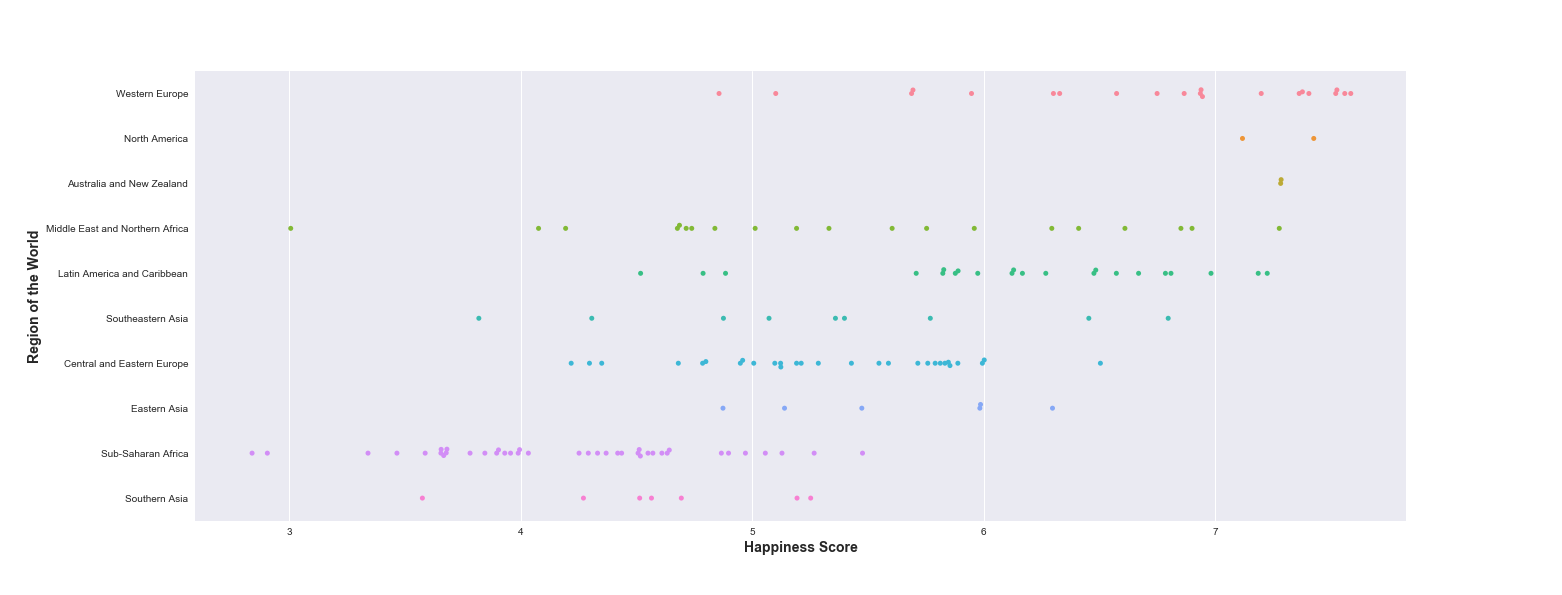 Western Europe
North America
Australia and New Zealand
Middle East and Northern Africa
Latin America and Caribbean
Southeastern Asia
Central and Eastern Europe
Eastern Asia
Sub-Saharan Africa
Southern Asia
Region of the World
3 4 5 6 7
Happiness Score